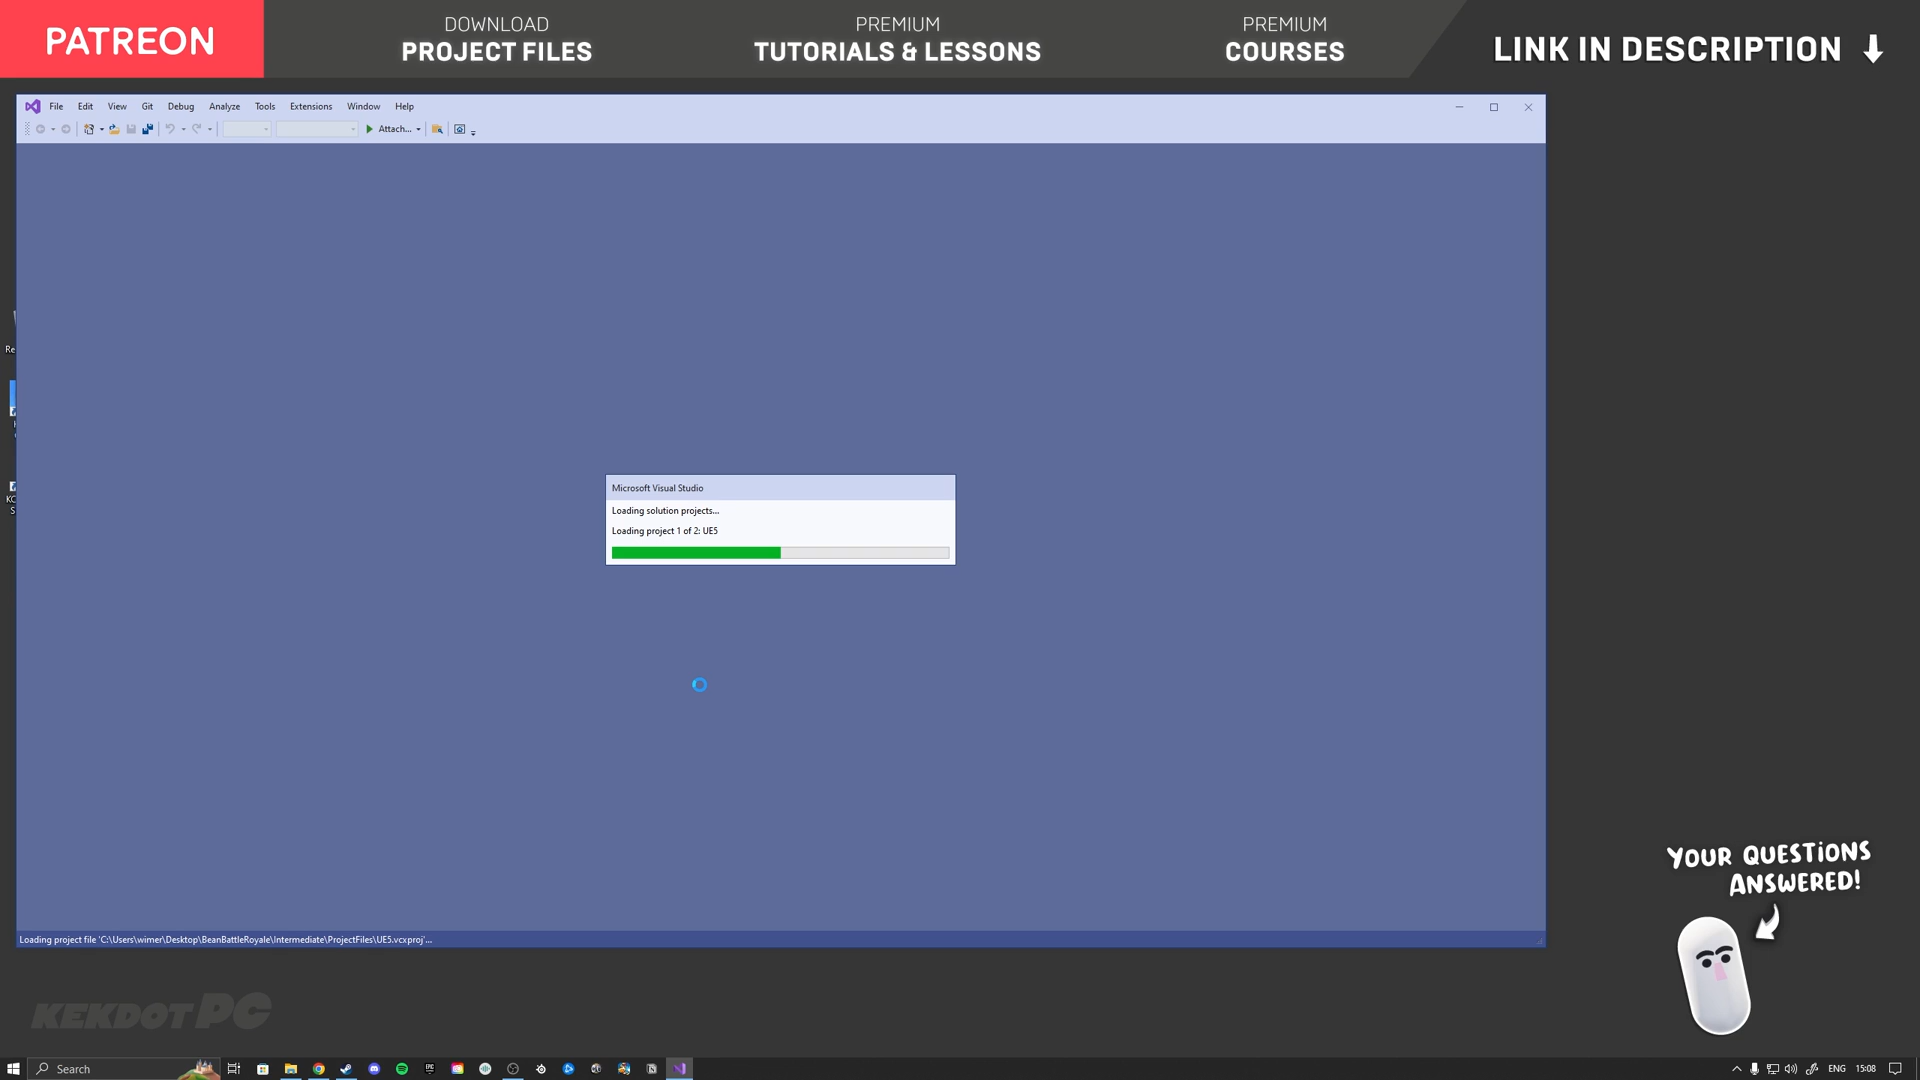 PATREON
DOWNLOAD
PROJECT FILES
PREMIUM
TUTORIALS & LESSONS
PREMIUM
COURSES
LINK IN DESCRIPTION
File Edit View Git Debug Analyze Tools Extensions Window Help
Attach...
Re
KC
S
Microsoft Visual Studio
Loading solution projects...
Loading project 1 of 2: UE5
YOUR QUESTIONS
ANSWERED!
Loading project file 'C:\Users\wimer\Desktop\BeanBattleRoyale\Intermediate\ProjectFiles\UE5.vcxproj'...
KEKDOT PC
Search
ENG
15:08